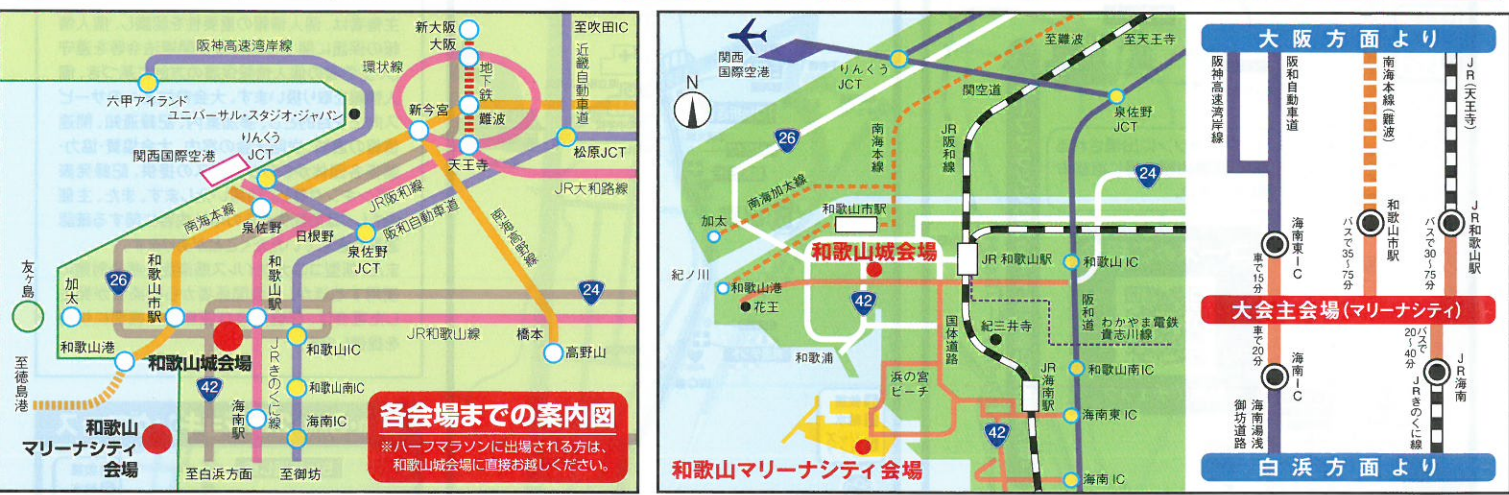 新大阪
大阪
至吹田IC
阪神高速湾岸線
環状線
地下鉄
近畿自動車道
六甲アイランド
ユニバーサル・スタジオ・ジャパン
新今宮
難波
りんくう
JCT
関西国際空港
天王寺
松原JCT
JR大和路線
JR阪和線
南海本線
泉佐野
日根野
阪和自動車道
泉佐野
JCT
南海高野線
友ヶ島
加太
26
和歌山市駅
和歌山駅
24
JR和歌山線
橋本
高野山
和歌山港
和歌山城会場
和歌山IC
至徳島港
42
JRきのくに線
和歌山南IC
海南駅
海南IC
和歌山
マリーナシティ
会場
至白浜方面
至御坊
各会場までの案内図
※ハーフマラソンに出場される方は、
和歌山城会場に直接お越しください。
関西
国際空港
N
りんくう
JCT
至難波
至天王寺
関空道
泉佐野
JCT
26
南海本線
JR阪和線
24
南海加太線
加太
和歌山市駅
和歌山城会場
紀ノ川
和歌山港
花王
42
JR和歌山駅
和歌山IC
阪和道
国体道路
紀三井寺
わかやま電鉄
貴志川線
和歌浦
浜の宮
ビーチ
JR海南駅
和歌山南IC
海南東IC
42
和歌山マリーナシティ会場
海南IC
大阪方面より
阪神高速湾岸線
阪和自動車道
南海本線(難波)
JR(天王寺)
海南東IC
和歌山市駅
JR和歌山駅
車で15分
バスで35〜75分
バスで30〜75分
大会主会場(マリーナシティ)
車で20分
バスで
20〜40分
海南IC
JR海南
海南湯浅
御坊道路
JRきのくに線
白浜方面より